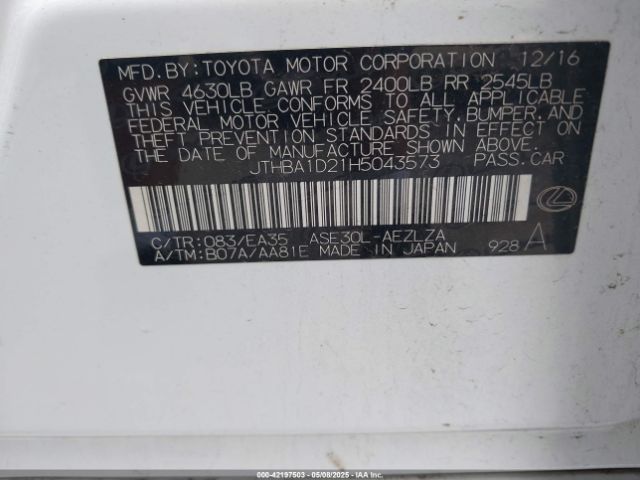 MFD.BY:TOYOTA MOTOR CORPORATION 12/16
GVWR 4630LB GAWR FR 2400LB RR 2545LB
THIS VEHICLE CONFORMS TO ALL APPLICABLE
FEDERAL MOTOR VEHICLE SAFETY,BUMPER,AND
THEFT PREVENTION STANDARDS IN EFFECT ON
THE DATE OF MANUFACTURE SHOWN ABOVE.
JTHBA1D21H5043573 PASS.CAR
C/TR:083/EA35 ASE30L-AEZLZA
A/TM:B07A/AA81E MADE IN JAPAN 928 A
000-42197503 - 05/08/2025 - IAAI.COM